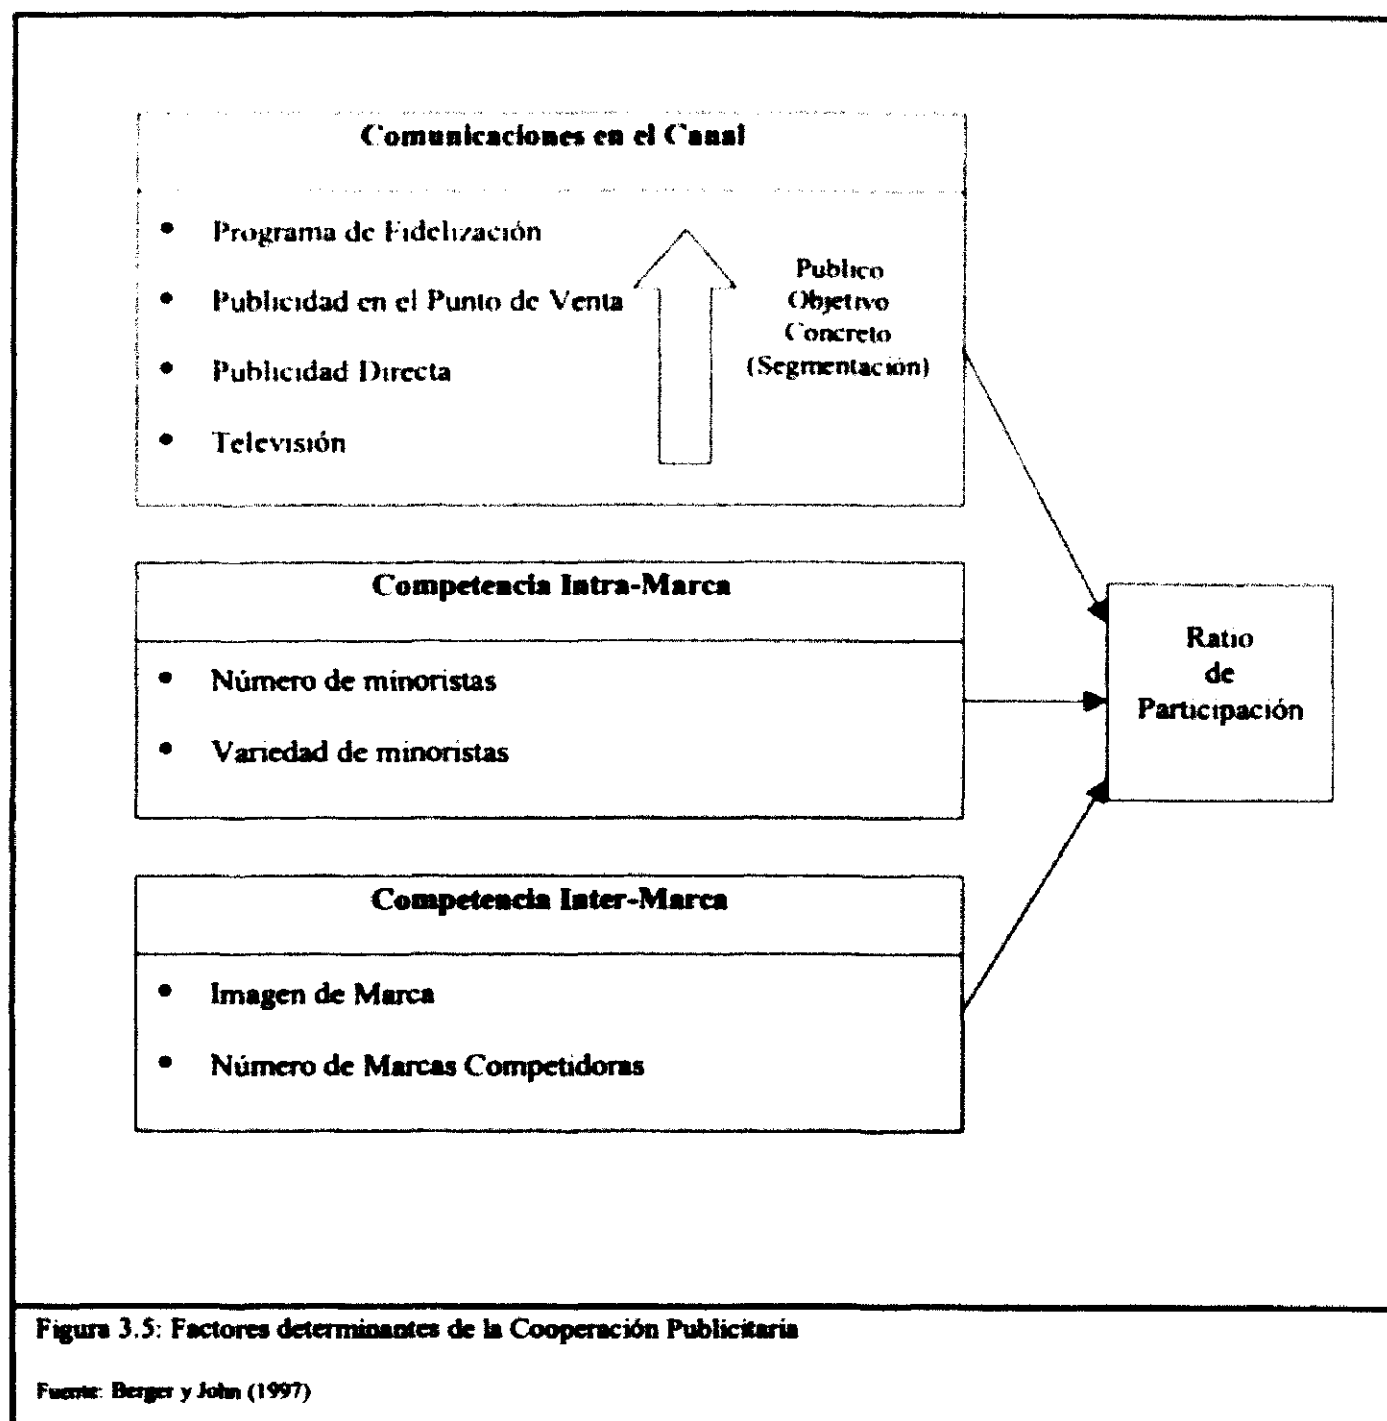 Comunicaciones en el Canal
• Programa de Fidelización
• Publicidad en el Punto de Venta
• Publicidad Directa
• Televisión
Publico
Objetivo
Concreto
(Segmentación)
Competencia Intra-Marca
• Número de minoristas
• Variedad de minoristas
Competencia Inter-Marca
• Imagen de Marca
• Número de Marcas Competidoras
Ratio
de
Participación
Figura 3.5: Factores determinantes de la Cooperación Publicitaria
Fuente: Berger y John (1997)